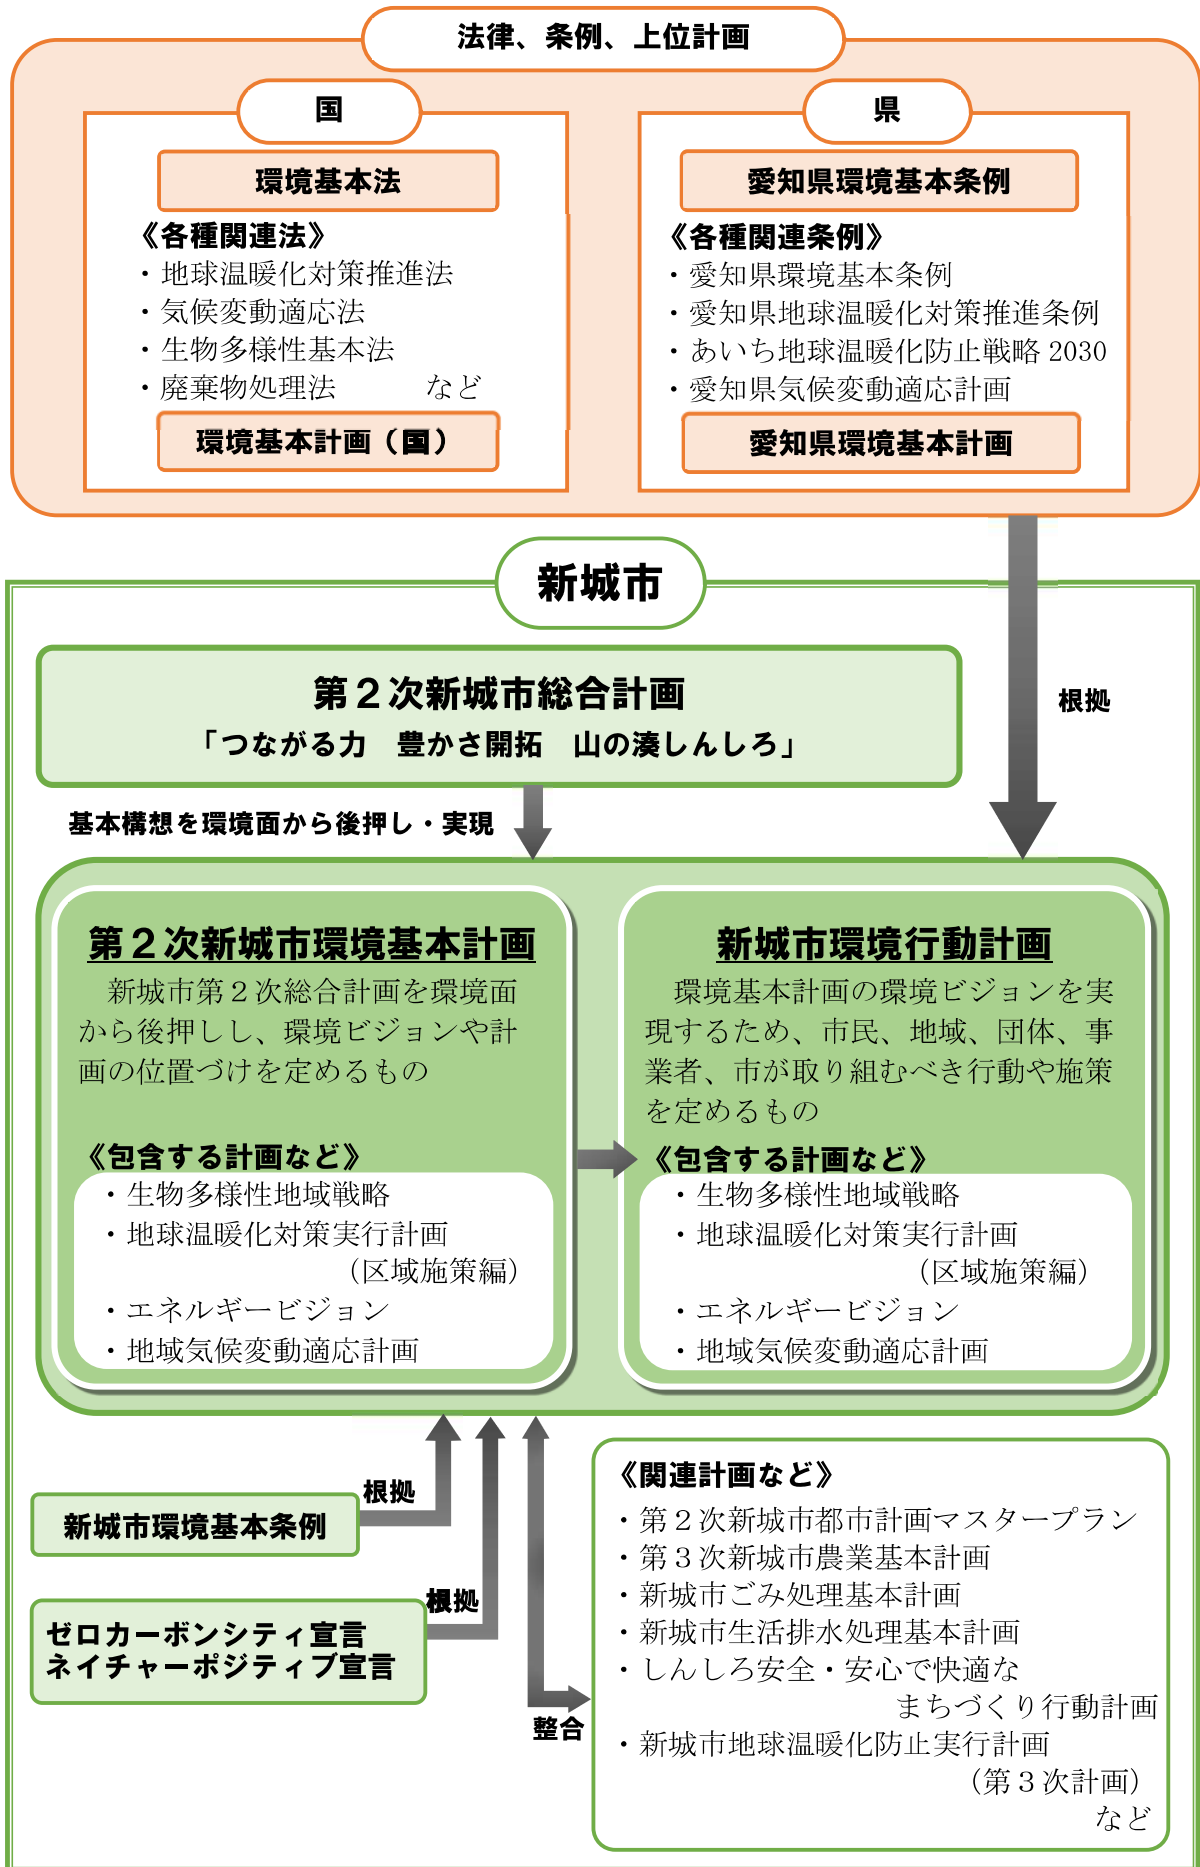 法律、条例、上位計画
国
環境基本法
《各種関連法》
・地球温暖化対策推進法
・気候変動適応法
・生物多様性基本法
・廃棄物処理法　　　など
環境基本計画（国）
県
愛知県環境基本条例
《各種関連条例》
・愛知県環境基本条例
・愛知県地球温暖化対策推進条例
・あいち地球温暖化防止戦略 2030
・愛知県気候変動適応計画
愛知県環境基本計画
新城市
第２次新城市総合計画
「つながる力　豊かさ開拓　山の湊しんしろ」
根拠
基本構想を環境面から後押し・実現
第２次新城市環境基本計画
新城市第２次総合計画を環境面
から後押しし、環境ビジョンや計
画の位置づけを定めるもの
《包含する計画など》
・生物多様性地域戦略
・地球温暖化対策実行計画
（区域施策編）
・エネルギービジョン
・地域気候変動適応計画
新城市環境行動計画
環境基本計画の環境ビジョンを実
現するため、市民、地域、団体、事
業者、市が取り組むべき行動や施策
を定めるもの
《包含する計画など》
・生物多様性地域戦略
・地球温暖化対策実行計画
（区域施策編）
・エネルギービジョン
・地域気候変動適応計画
根拠
新城市環境基本条例
根拠
ゼロカーボンシティ宣言
ネイチャーポジティブ宣言
整合
《関連計画など》
・第２次新城市都市計画マスタープラン
・第３次新城市農業基本計画
・新城市ごみ処理基本計画
・新城市生活排水処理基本計画
・しんしろ安全・安心で快適な
まちづくり行動計画
・新城市地球温暖化防止実行計画
（第３次計画）
など